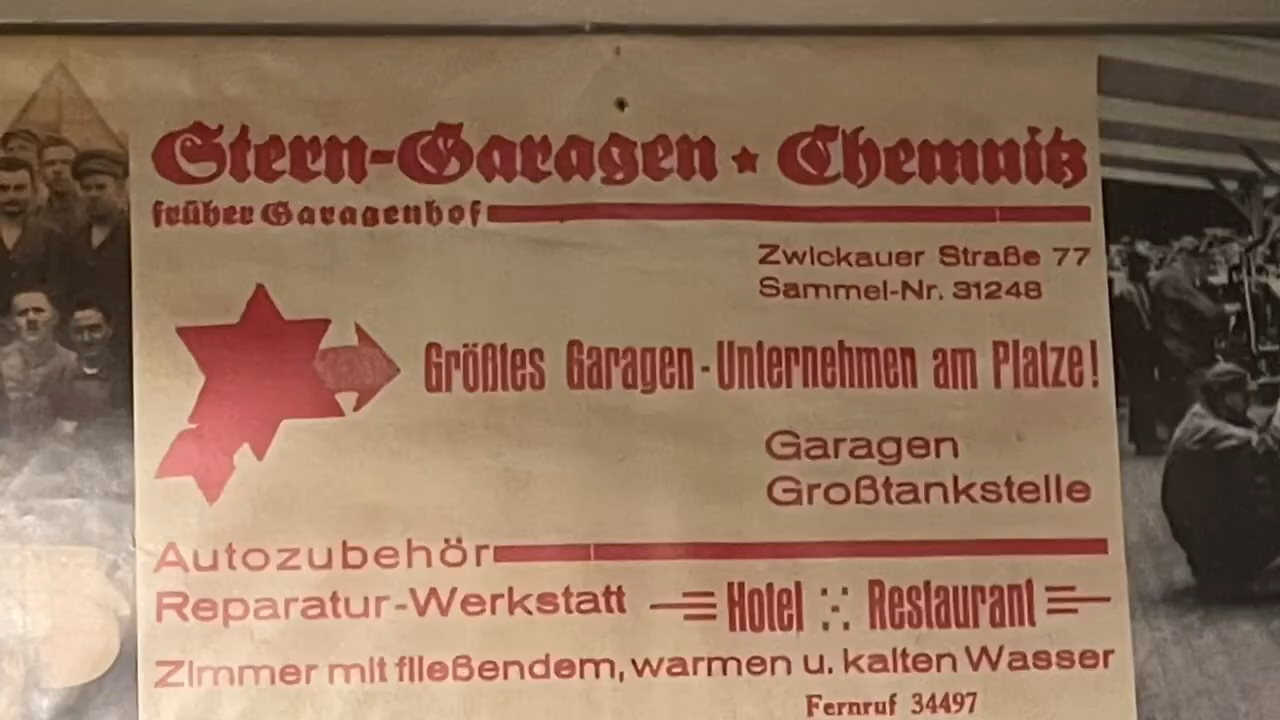 Stern-Garagen ★ Chemnitz
früher Garagenhof
Zwickauer Straße 77
Sammel-Nr. 31248
Größtes Garagen-Unternehmen am Platze!
Garagen
Großtankstelle
Autozubehör
Reparatur-Werkstatt Hotel Restaurant
Zimmer mit fließendem, warmen u. kalten Wasser
Fernruf 34497